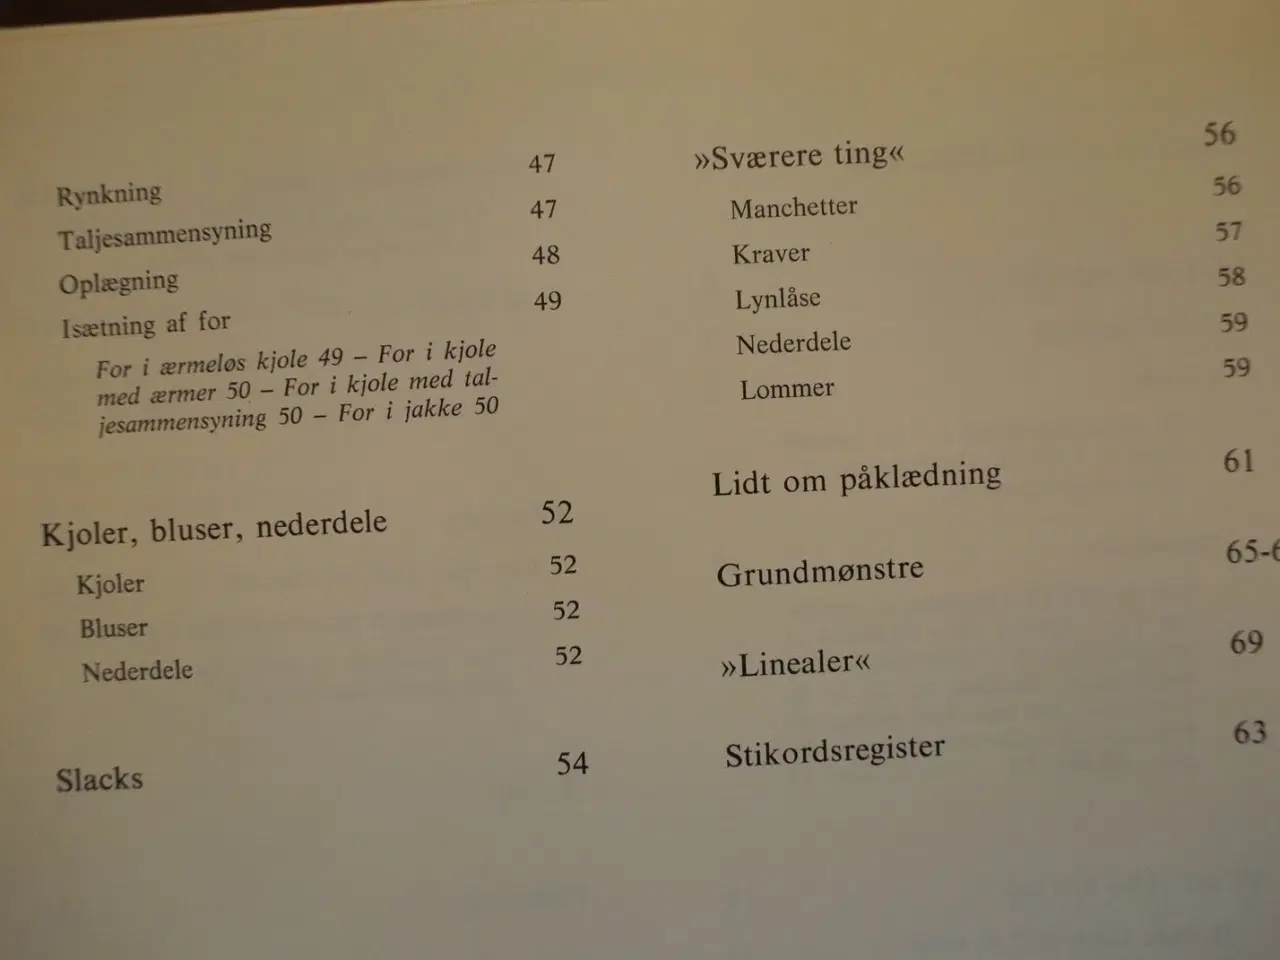 Rynkning 47
Taljesammensyning 47
Oplægning 48
Isætning af for 49
For i ærmeløs kjole 49 – For i kjole
med ærmer 50 – For i kjole med tal-
jesammensyning 50 – For i jakke 50
Kjoler, bluser, nederdele 52
Kjoler 52
Bluser 52
Nederdele 52
Slacks 54
»Sværere ting« 56
Manchetter 56
Kraver 57
Lynlåse 58
Nederdele 59
Lommer 59
Lidt om påklædning 61
Grundmønstre 65-6
»Linealer« 69
Stikordsregister 63